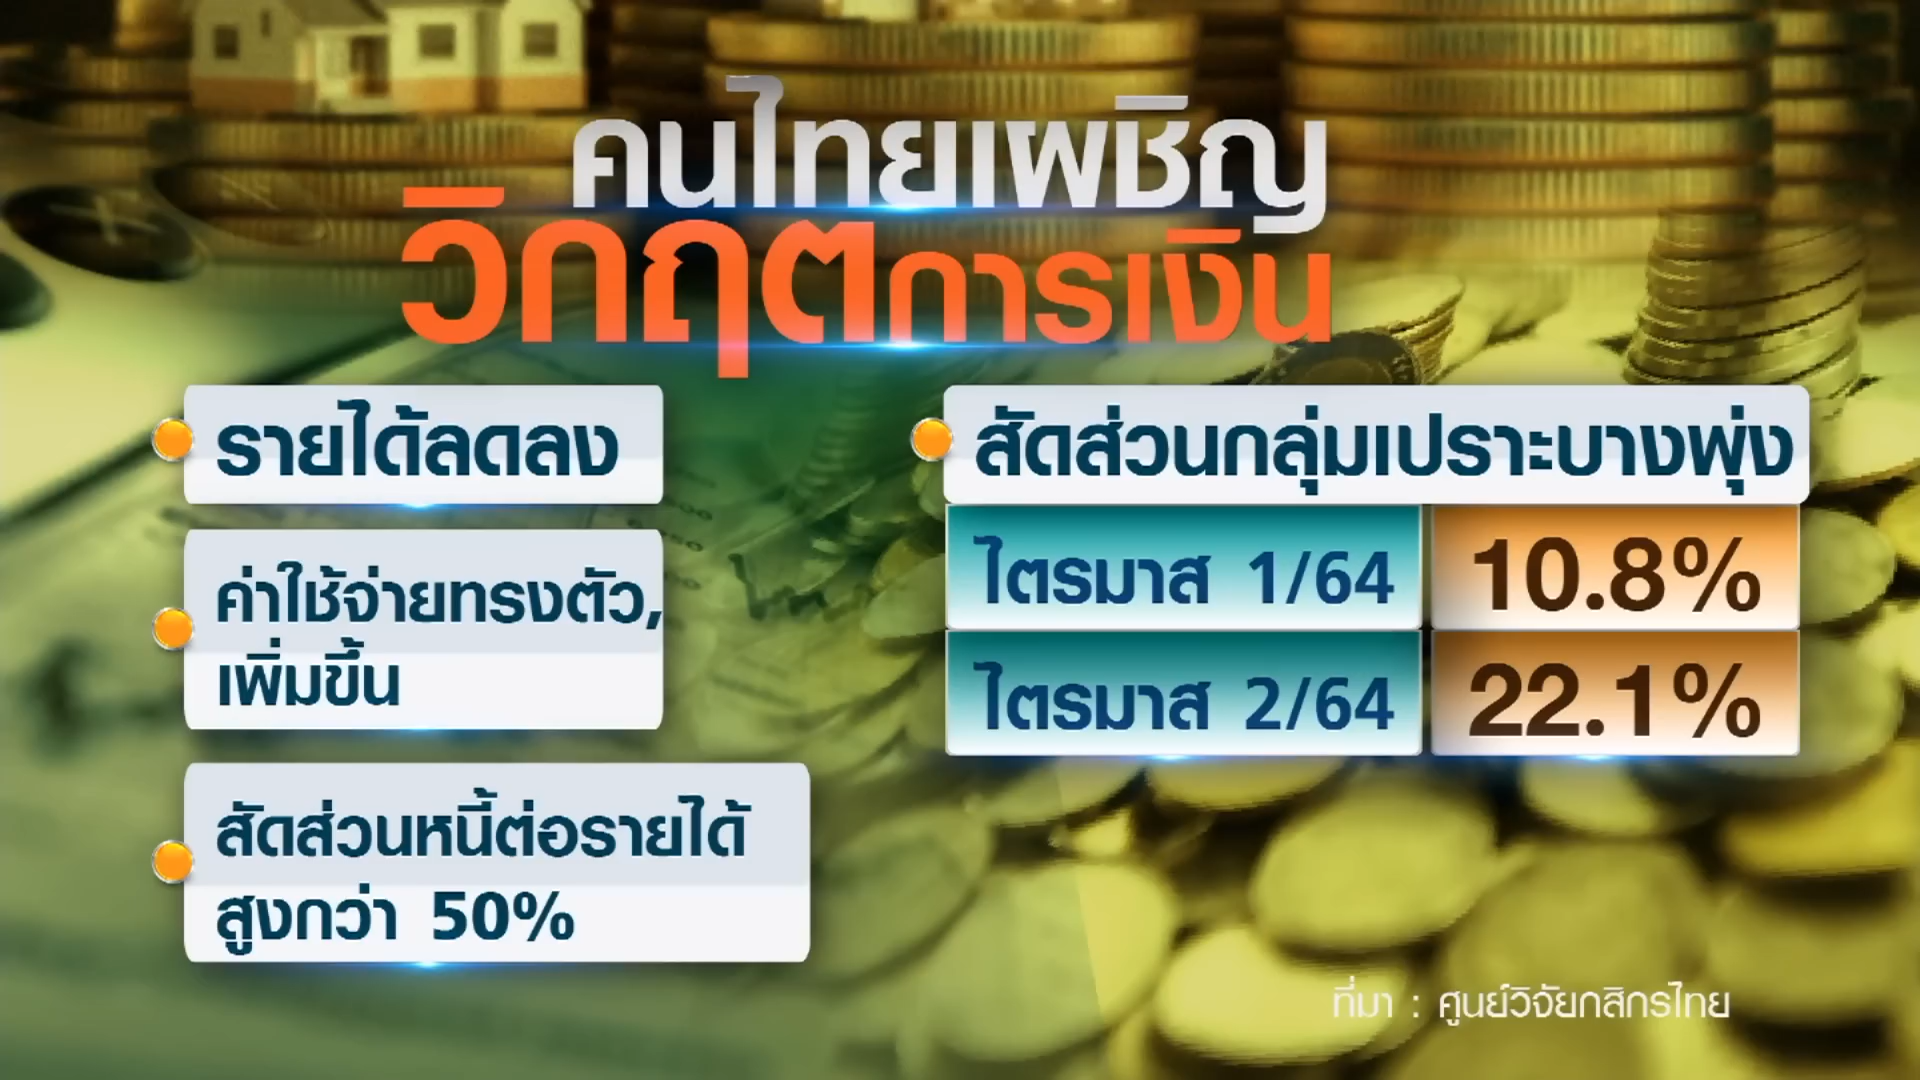 คนไทยเผชิญ
วิกฤตการเงิน
รายได้ลดลง
ค่าใช้จ่ายทรงตัว,
เพิ่มขึ้น
สัดส่วนหนี้ต่อรายได้
สูงกว่า 50%
สัดส่วนกลุ่มเปราะบางพุ่ง
ไตรมาส 1/64 10.8%
ไตรมาส 2/64 22.1%
ที่มา : ศูนย์วิจัยกสิกรไทย